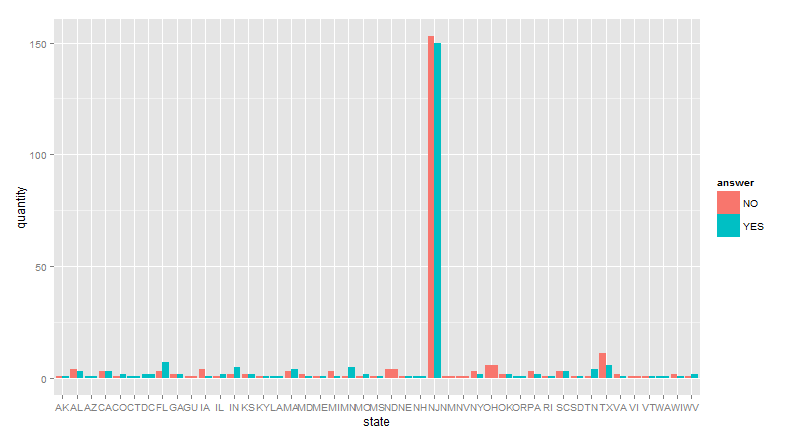 150
100
50
0
quantity
AK AL AZ CA CO CT DC FL GA GU IA IL IN KS KY LA MA MD ME MI MN MO MS ND NE NH NJ NM NV NY OH OK OR PA RI SC SD TN TX VA VI VT WA WI WV
state
answer
NO
YES